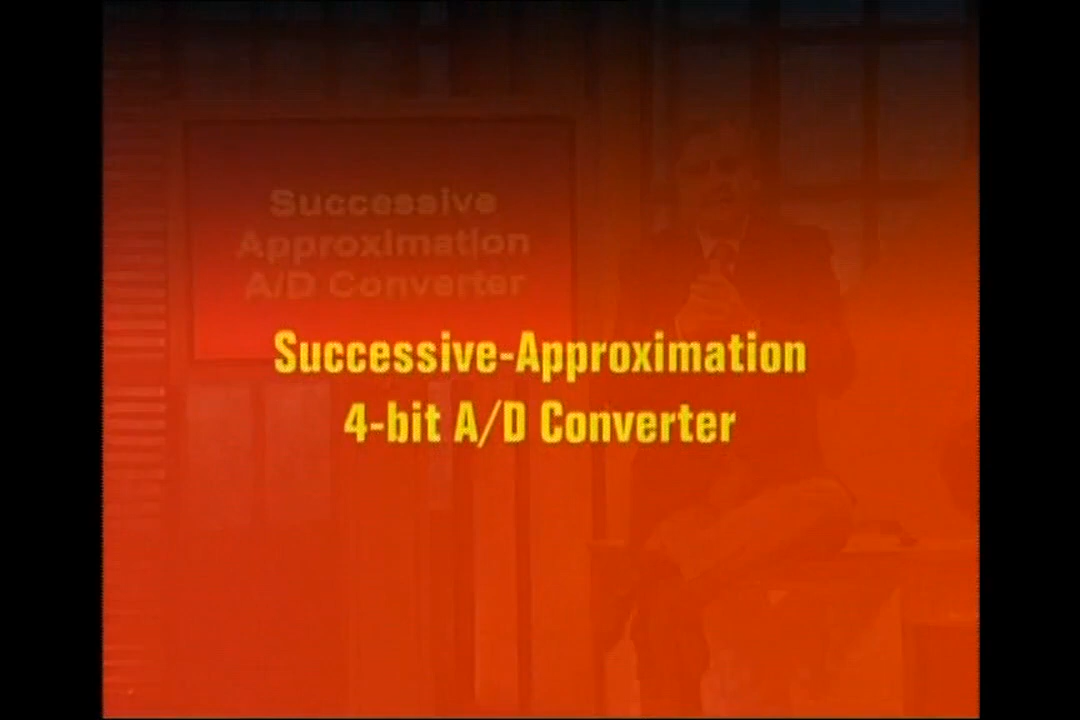 Successive
Approximation
A/D Converter
Successive-Approximation
4-bit A/D Converter